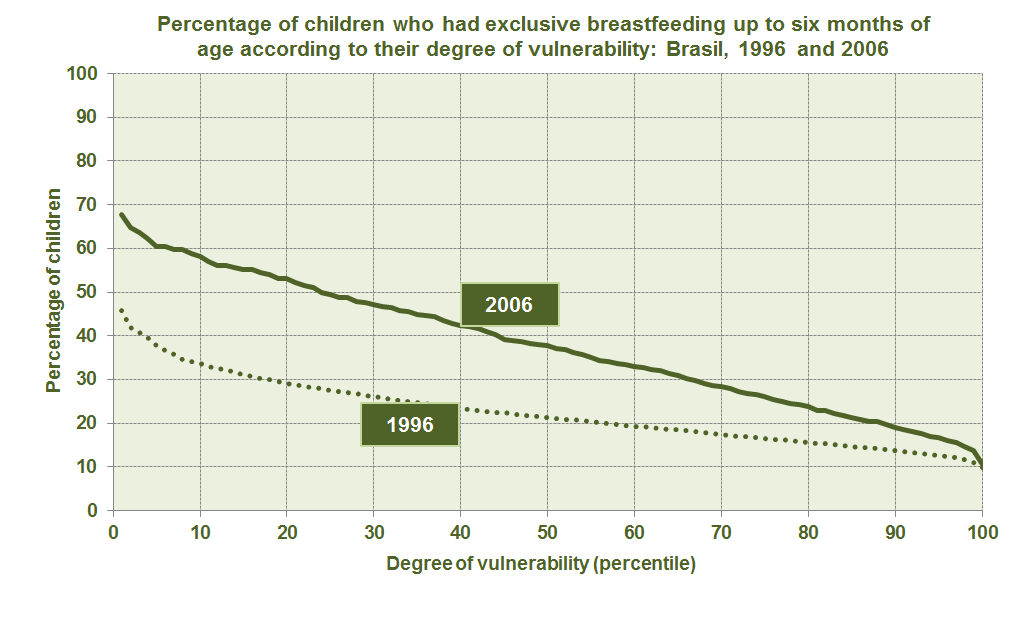 Percentage of children who had exclusive breastfeeding up to six months of
age according to their degree of vulnerability: Brasil, 1996 and 2006
100
90
80
70
60
50
40
30
20
10
0
Percentage of children
2006
1996
0 10 20 30 40 50 60 70 80 90 100
Degree of vulnerability (percentile)